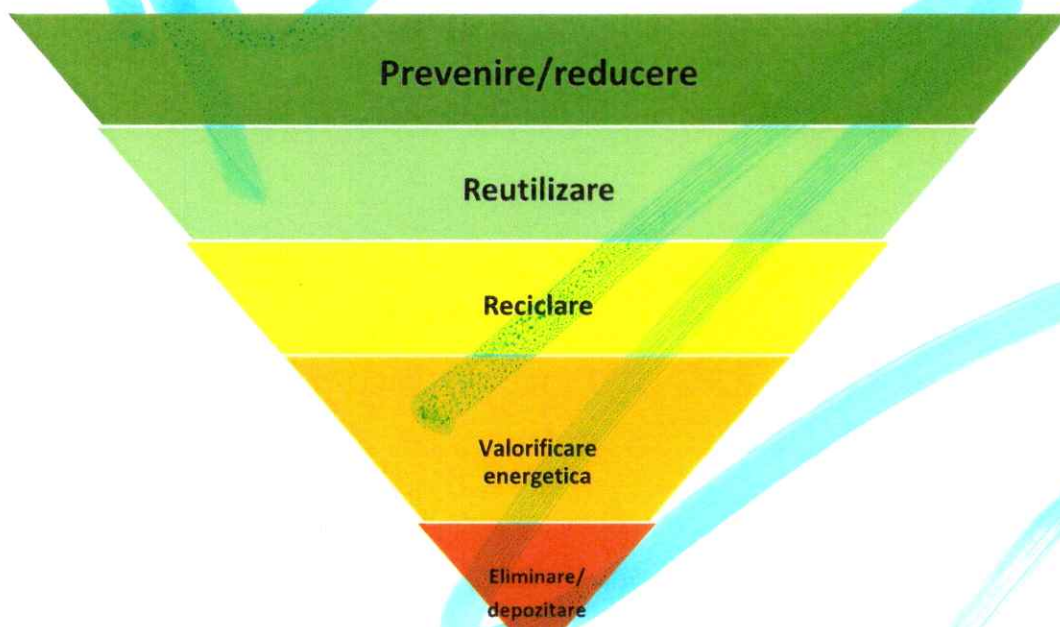 Prevenire/reducere
Reutilizare
Reciclare
Valorificare
energetica
Eliminare/
depozitare